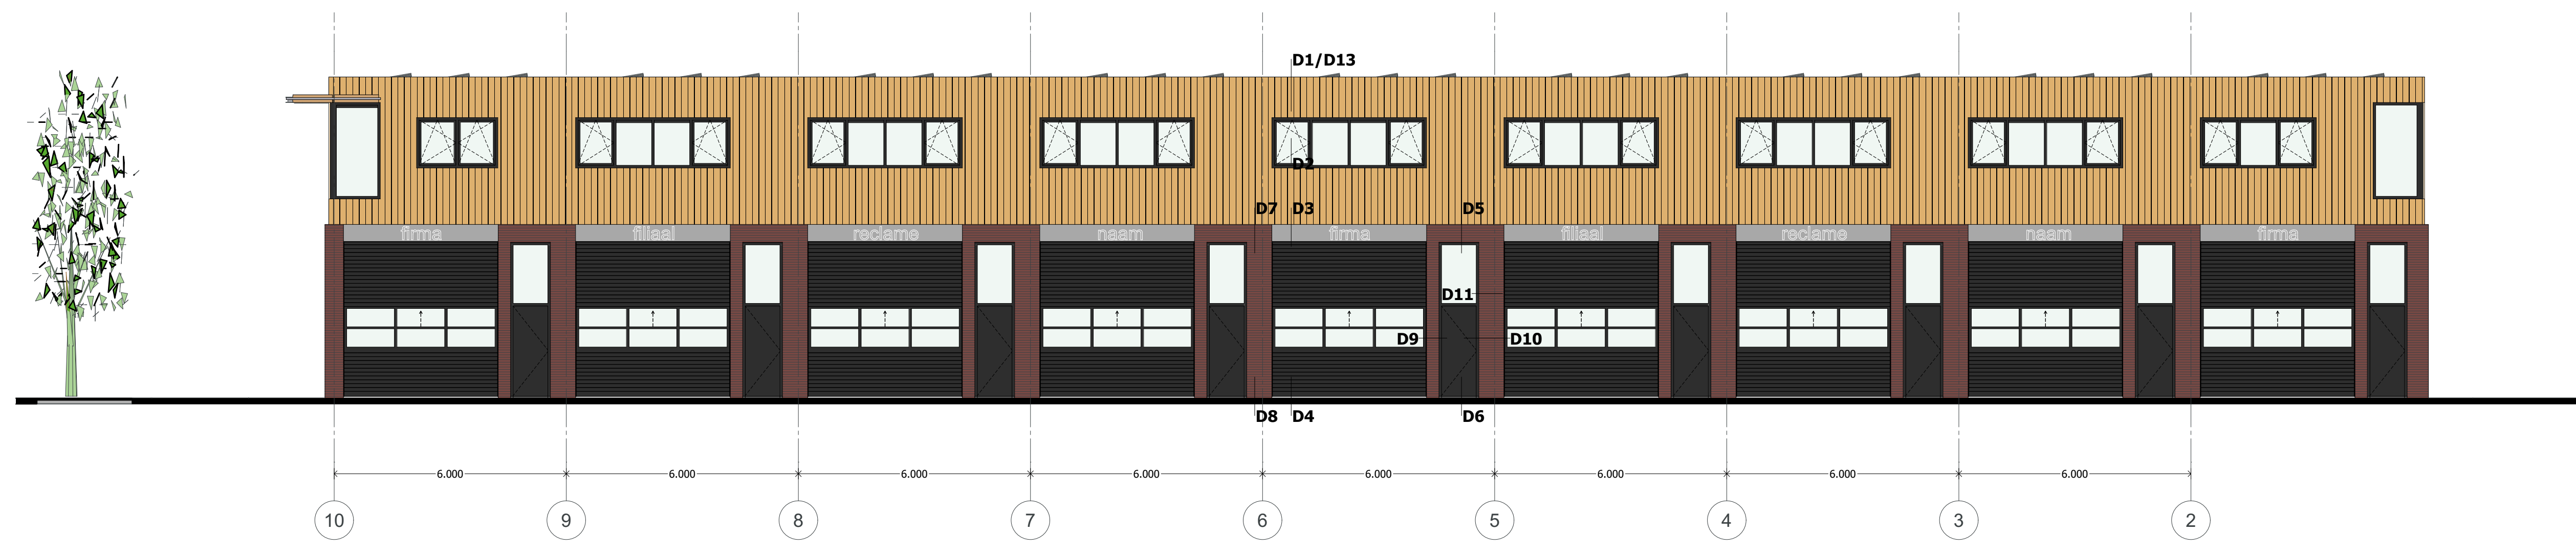 D1/D13
D2
D7 D3 D5
firma filiaal reclame naam firma filiaal reclame naam firma
D11
D9 D10
D8 D4 D6
6.000 6.000 6.000 6.000 6.000 6.000 6.000 6.000
10 9 8 7 6 5 4 3 2